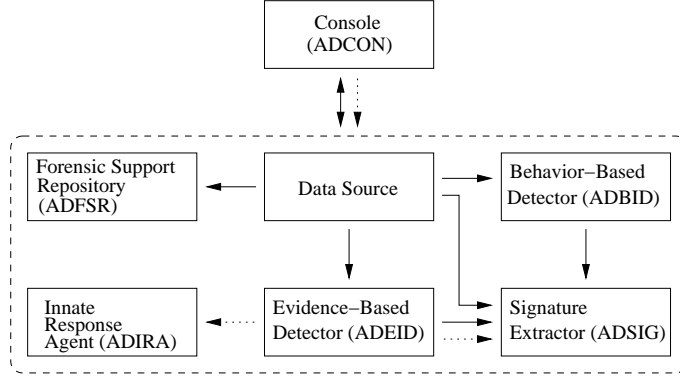 Console
(ADCON)
Forensic Support
Repository
(ADFSR)
Data Source
Behavior−Based
Detector (ADBID)
Innate
Response
Agent (ADIRA)
Evidence−Based
Detector (ADEID)
Signature
Extractor (ADSIG)